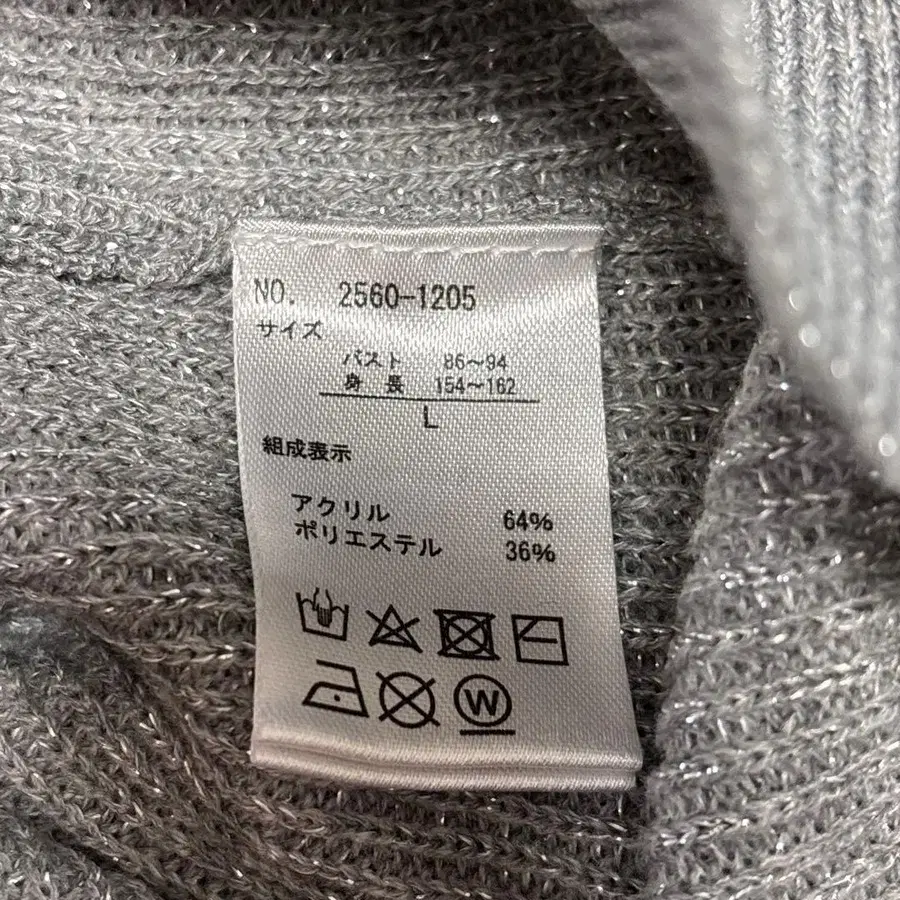 NO. 2560-1205
サイズ
バスト 86～94
身長 154～162
L
組成表示
アクリル 64%
ポリエステル 36%
W